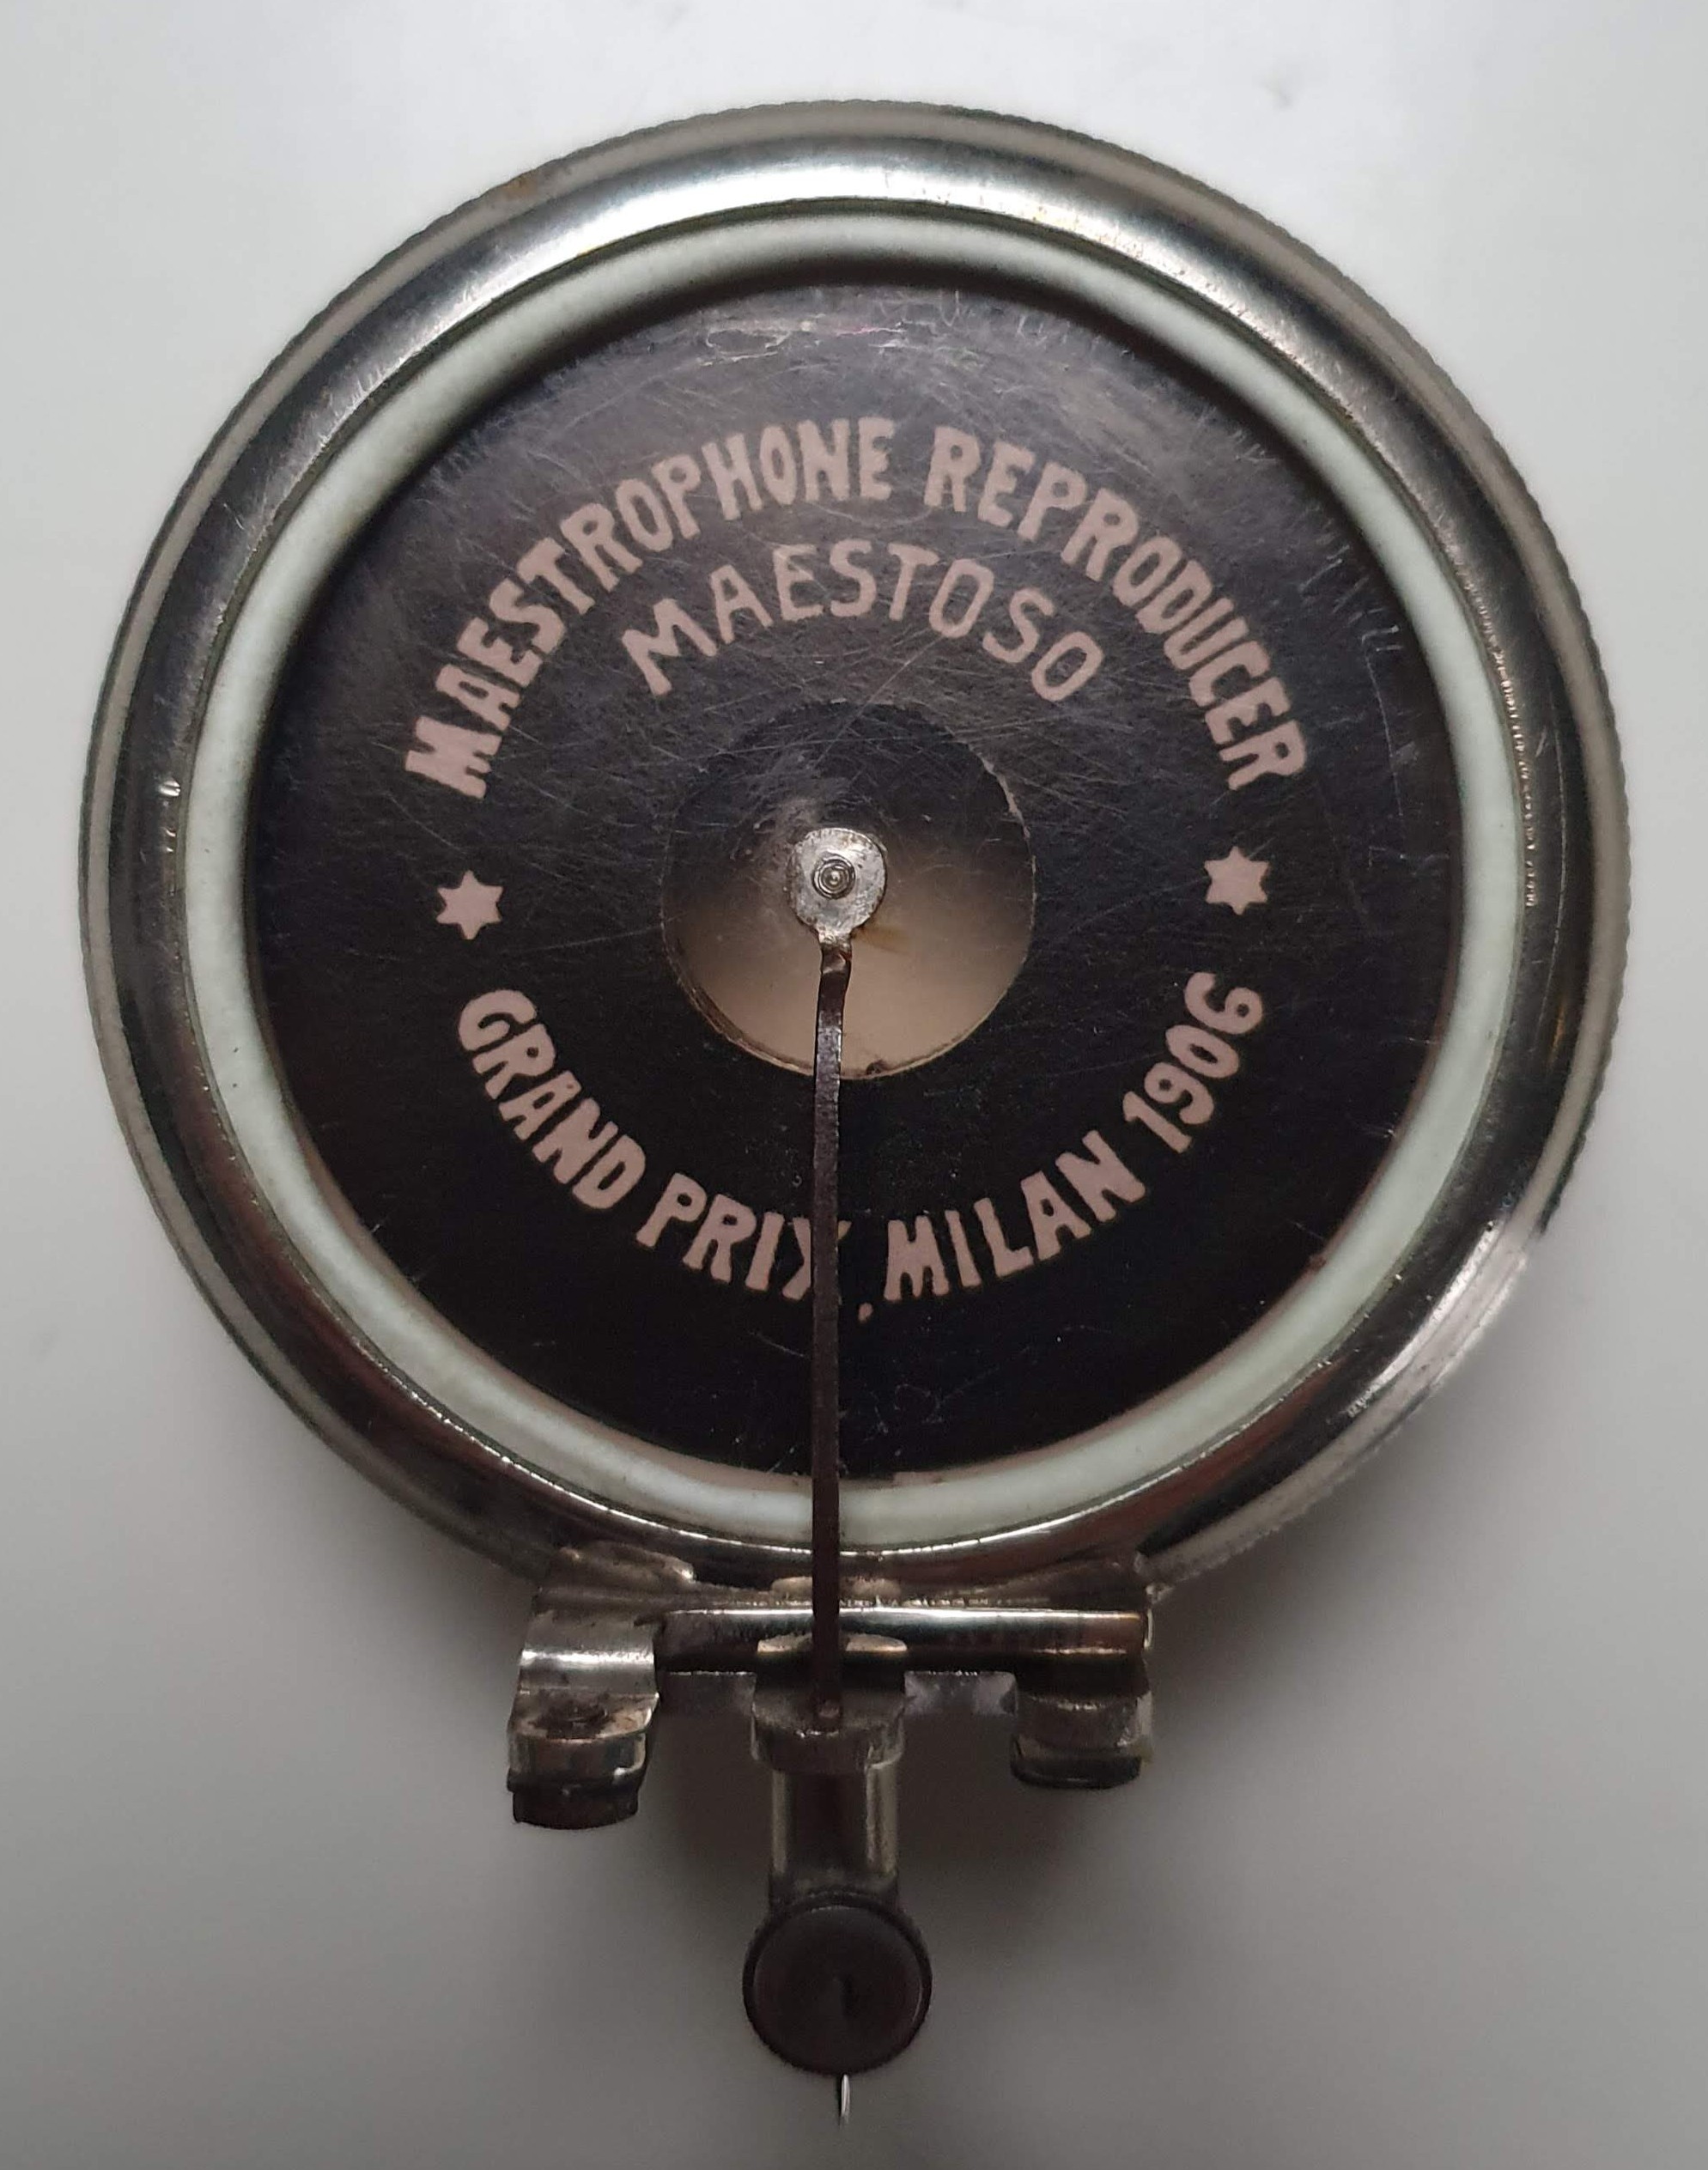 MAESTROPHONE REPRODUCER
MAESTOSO
GRAND PRIX, MILAN 1906